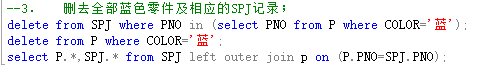 --3.   删去全部蓝色零件及相应的SPJ记录；
delete from SPJ where PNO in (select PNO from P where COLOR='蓝');
delete from P where COLOR='蓝';
select P.*,SPJ.* from SPJ left outer join p on (P.PNO=SPJ.PNO);